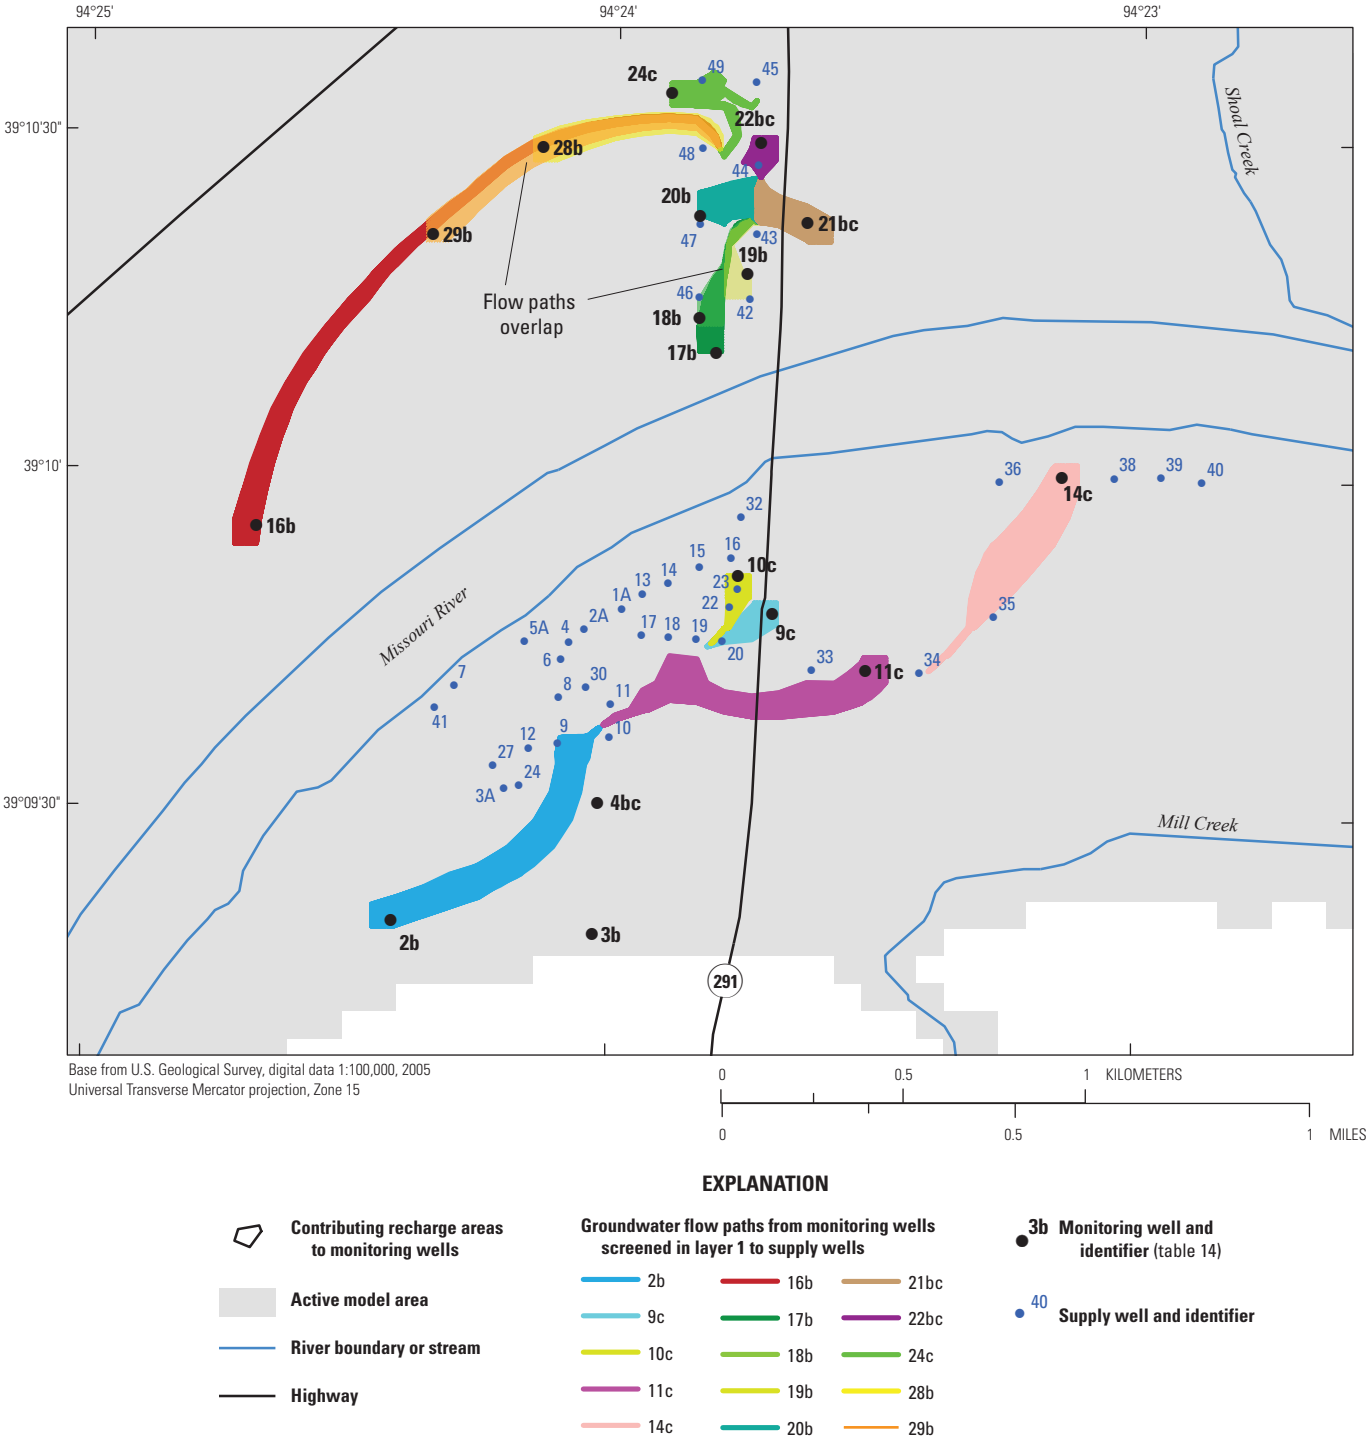 94°25'
94°24'
94°23'
39°10'30"
39°10'
39°09'30"
24c
49
45
22bc
Shoal Creek
28b
48
44
20b
29b
47
43
21bc
19b
46
42
Flow paths
overlap
18b
17b
16b
36
38
39
40
14c
32
16
15
10c
14
23
13
1A
22
2A
35
17
18
19
9c
5A
4
20
Missouri River
6
33
11c
34
7
30
8
11
41
9
10
12
27
24
3A
4bc
Mill Creek
2b
3b
291
Base from U.S. Geological Survey, digital data 1:100,000, 2005
Universal Transverse Mercator projection, Zone 15
0 0.5 1 KILOMETERS
0 0.5 1 MILES
EXPLANATION
Contributing recharge areas
to monitoring wells
Active model area
River boundary or stream
Highway
Groundwater flow paths from monitoring wells
screened in layer 1 to supply wells
2b
9c
10c
11c
14c
16b
17b
18b
19b
20b
21bc
22bc
24c
28b
29b
3b
Monitoring well and
identifier (table 14)
40
Supply well and identifier